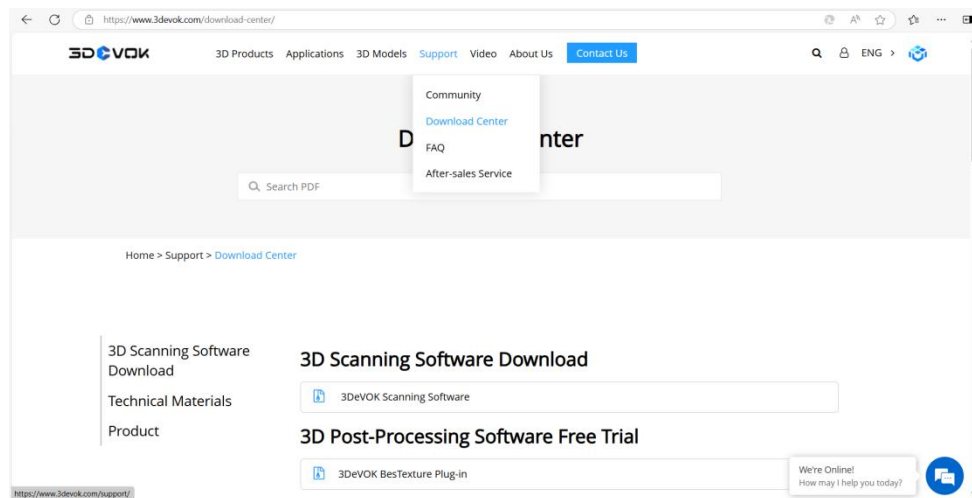 https://www.3devok.com/download-center/
3DEVOK
3D Products Applications 3D Models Support Video About Us Contact Us
ENG >
Community
Download Center
FAQ
After-sales Service
D nter
Search PDF
Home > Support > Download Center
3D Scanning Software
Download
Technical Materials
Product
3D Scanning Software Download
3DeVOK Scanning Software
3D Post-Processing Software Free Trial
3DeVOK BesTexture Plug-in
We're Online!
How may I help you today?
https://www.3devok.com/support/